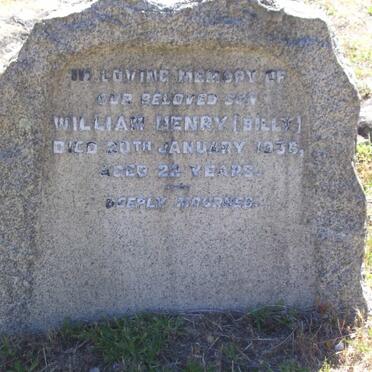 IN LOVING MEMORY OF
OUR BELOVED SON
WILLIAM HENRY (BILLY)
DIED 20TH JANUARY 1936,
AGED 22 YEARS.
DEEPLY MOURNED.